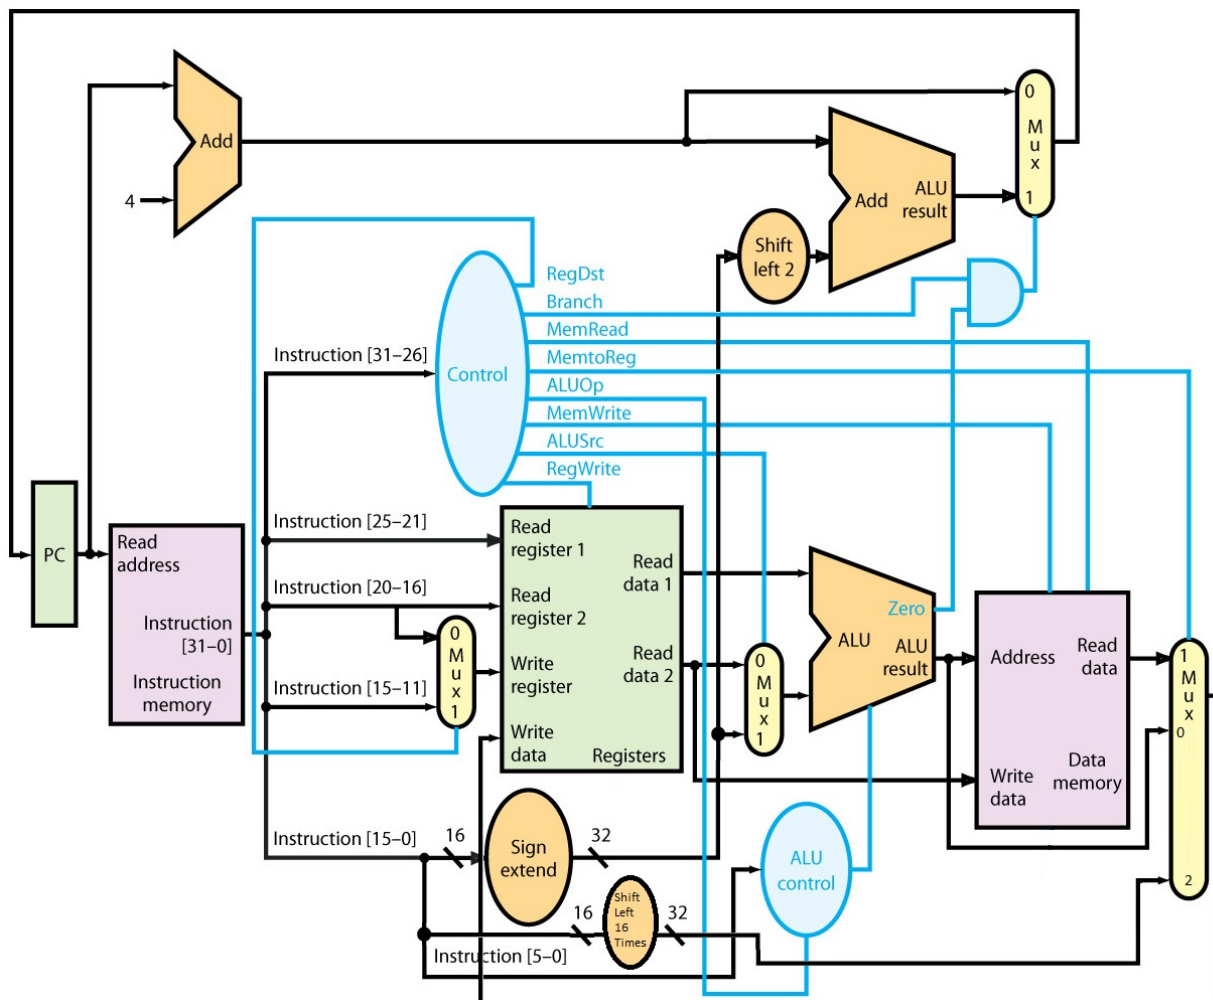 0
M
u
x
1
Add
4
Add
ALU
result
Shift
left 2
RegDst
Branch
MemRead
MemtoReg
ALUOp
MemWrite
ALUSrc
RegWrite
Control
Instruction [31–26]
PC
Read
address
Instruction
[31–0]
Instruction
memory
Instruction [25–21]
Instruction [20–16]
Instruction [15–11]
0
M
u
x
1
Read
register 1
Read
register 2
Write
register
Write
data
Read
data 1
Read
data 2
Registers
0
M
u
x
1
Zero
ALU
ALU
result
Address
Read
data
Write
data
Data
memory
1
M
u
x
0
2
Instruction [15–0]
16
Sign
extend
32
ALU
control
16
Shift
Left
16
Times
32
Instruction [5–0]